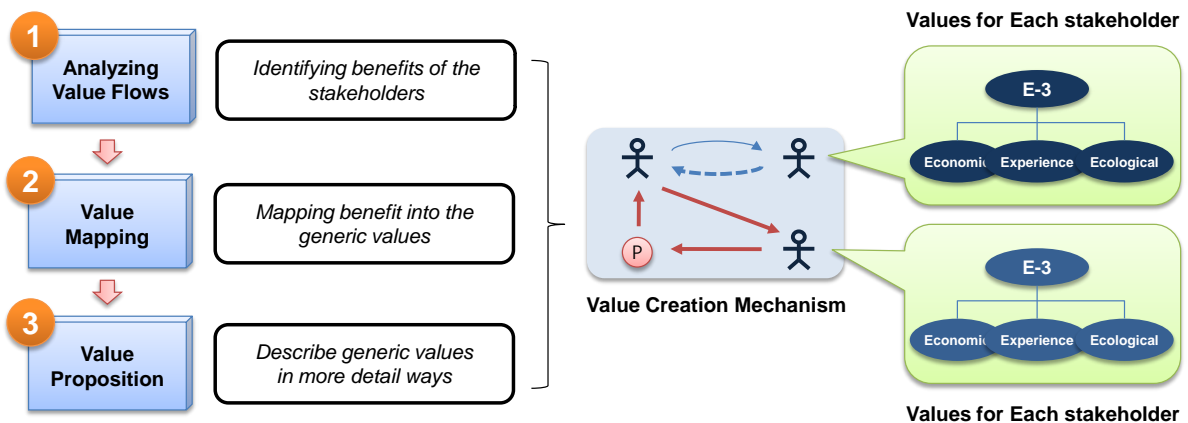 1
Analyzing
Value Flows
Identifying benefits of the
stakeholders
2
Value
Mapping
Mapping benefit into the
generic values
3
Value
Proposition
Describe generic values
in more detail ways
P
Value Creation Mechanism
Values for Each stakeholder
E-3
Economic Experience Ecological
E-3
Economic Experience Ecological
Values for Each stakeholder